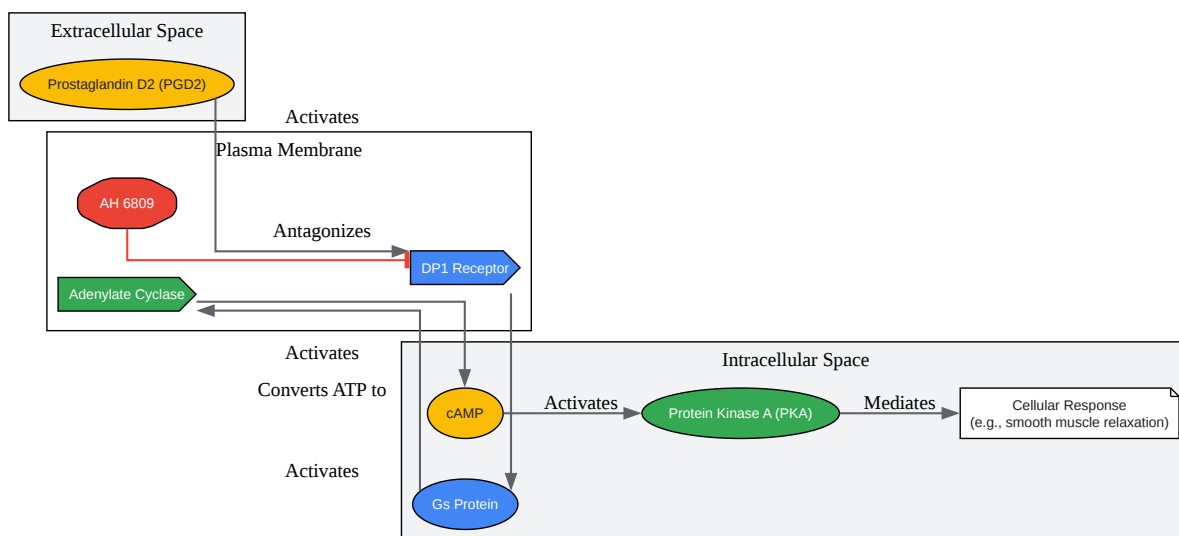 Extracellular Space
Prostaglandin D2 (PGD2)
Activates
Plasma Membrane
AH 6809
Antagonizes
DP1 Receptor
Adenylate Cyclase
Activates
Intracellular Space
Converts ATP to
cAMP
Activates
Protein Kinase A (PKA)
Mediates
Cellular Response
(e.g., smooth muscle relaxation)
Activates
Gs Protein